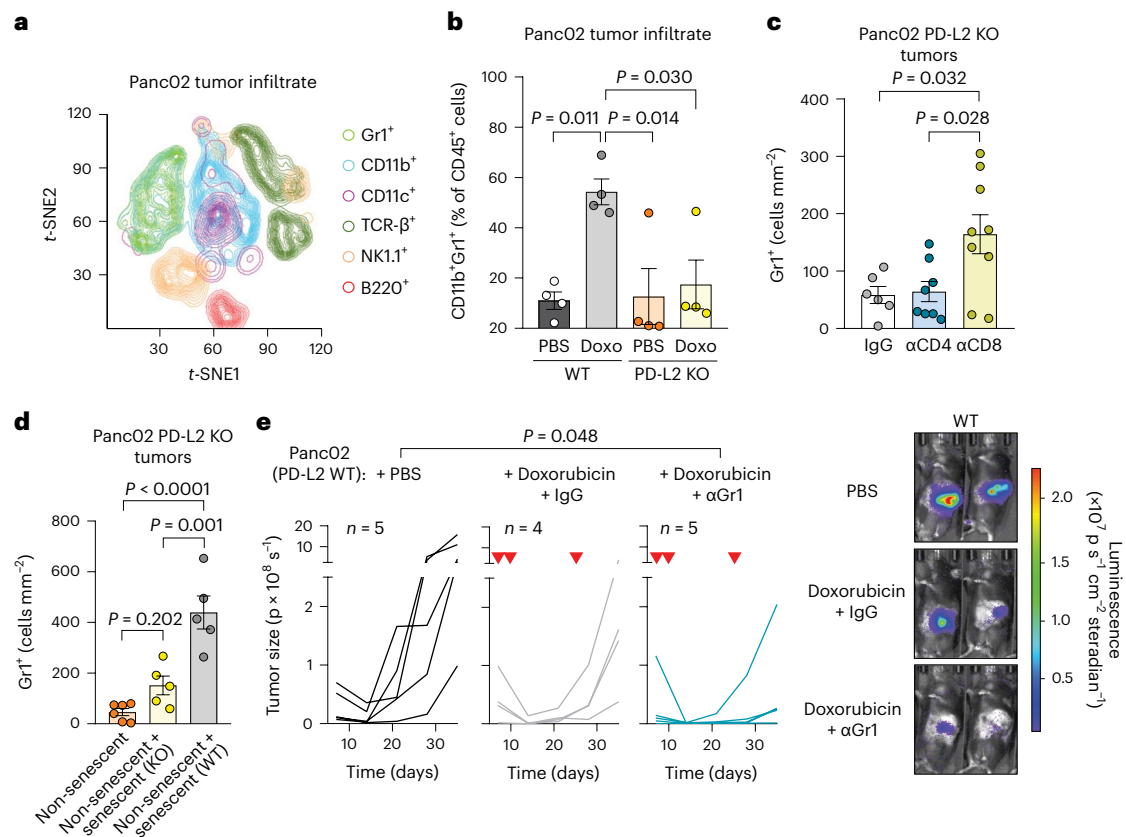 a
Panc02 tumor infiltrate
120
90
60
30
t-SNE2
30
60
90
120
t-SNE1
Gr1⁺
CD11b⁺
CD11c⁺
TCR-β⁺
NK1.1⁺
B220⁺
b
Panc02 tumor infiltrate
P = 0.030
P = 0.011
P = 0.014
CD11b⁺Gr1⁺ (% of CD45⁺ cells)
100
80
60
40
20
20
PBS Doxo PBS Doxo
WT PD-L2 KO
c
Panc02 PD-L2 KO
tumors
P = 0.032
P = 0.028
Gr1⁺ (cells mm⁻²)
400
300
200
100
0
IgG αCD4 αCD8
d
Panc02 PD-L2 KO
tumors
P < 0.0001
P = 0.001
P = 0.202
Gr1⁺ (cells mm⁻²)
800
600
400
200
0
Non-senescent
Non-senescent +
senescent (KO)
Non-senescent +
senescent (WT)
e
P = 0.048
Panc02
(PD-L2 WT): + PBS
+ Doxorubicin
+ IgG
+ Doxorubicin
+ αGr1
n = 5
n = 4
n = 5
Tumor size (p × 10⁸ s⁻¹)
20
10
2
1
0
10 20 30
10 20 30
10 20 30
Time (days)
Time (days)
Time (days)
WT
PBS
Doxorubicin
+ IgG
Doxorubicin
+ αGr1
2.0
1.5
1.0
0.5
Luminescence
(×10⁷ p s⁻¹ cm⁻² steradian⁻¹)